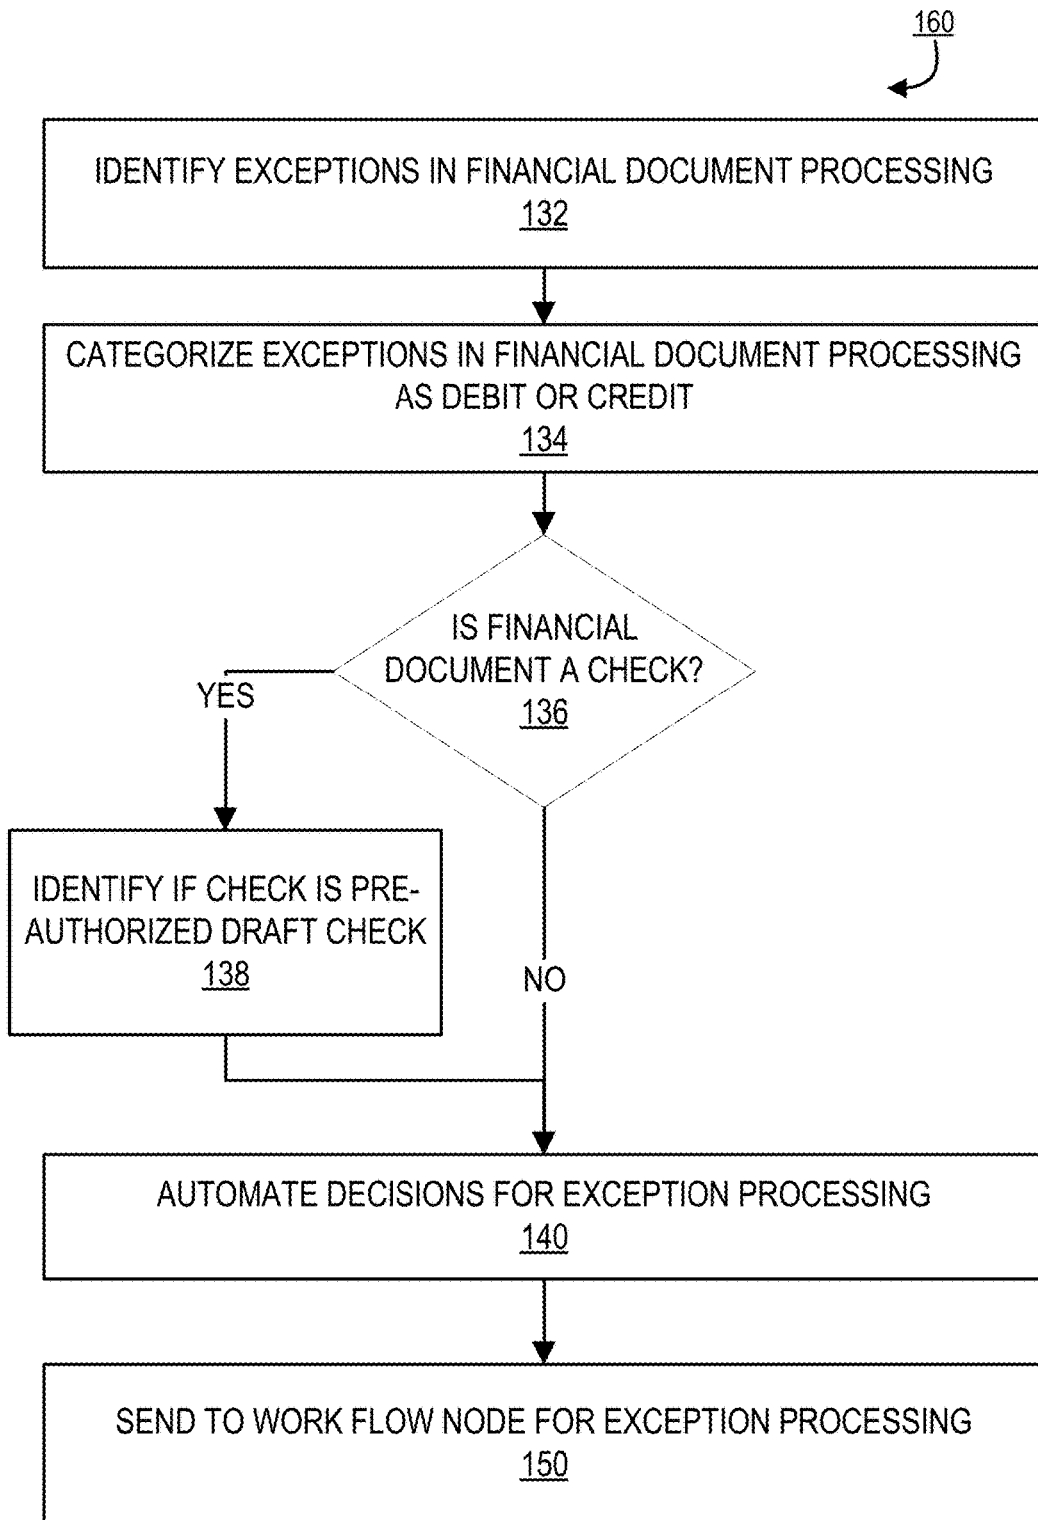 160
IDENTIFY EXCEPTIONS IN FINANCIAL DOCUMENT PROCESSING
132
CATEGORIZE EXCEPTIONS IN FINANCIAL DOCUMENT PROCESSING
AS DEBIT OR CREDIT
134
IS FINANCIAL
DOCUMENT A CHECK?
136
YES
IDENTIFY IF CHECK IS PRE-
AUTHORIZED DRAFT CHECK
138
NO
AUTOMATE DECISIONS FOR EXCEPTION PROCESSING
140
SEND TO WORK FLOW NODE FOR EXCEPTION PROCESSING
150